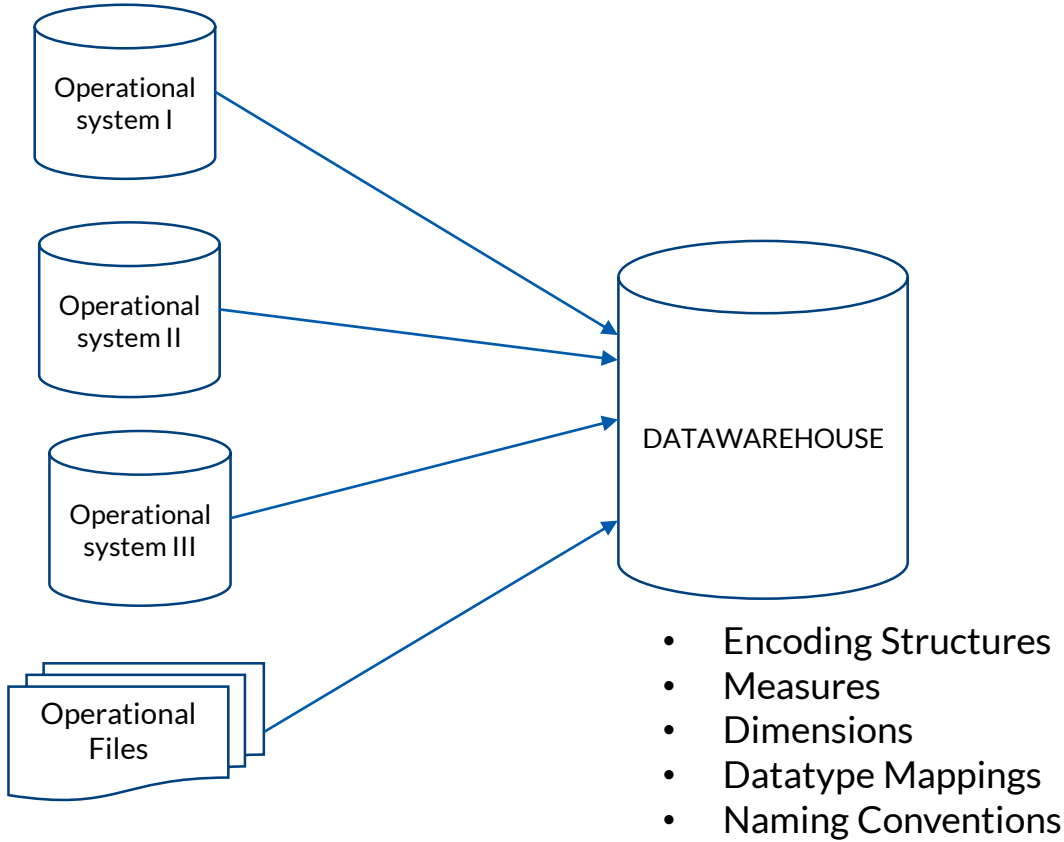 Operational
system I
Operational
system II
Operational
system III
Operational
Files
DATAWAREHOUSE
• Encoding Structures
• Measures
• Dimensions
• Datatype Mappings
• Naming Conventions